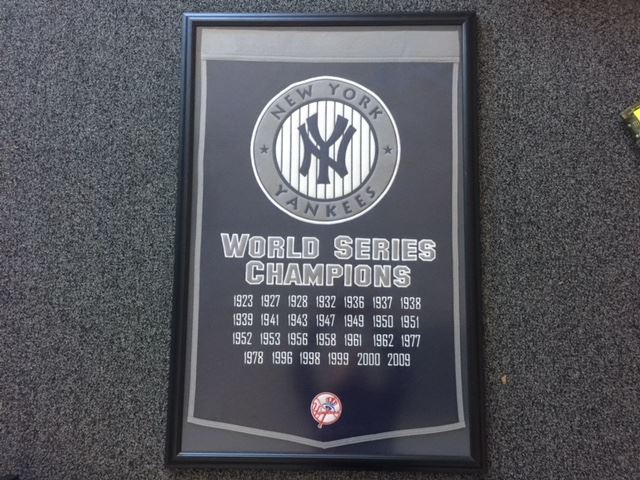 NEW YORK
NY
YANKEES
WORLD SERIES
CHAMPIONS
1923 1927 1928 1932 1936 1937 1938
1939 1941 1943 1947 1949 1950 1951
1952 1953 1956 1958 1961 1962 1977
1978 1996 1998 1999 2000 2009